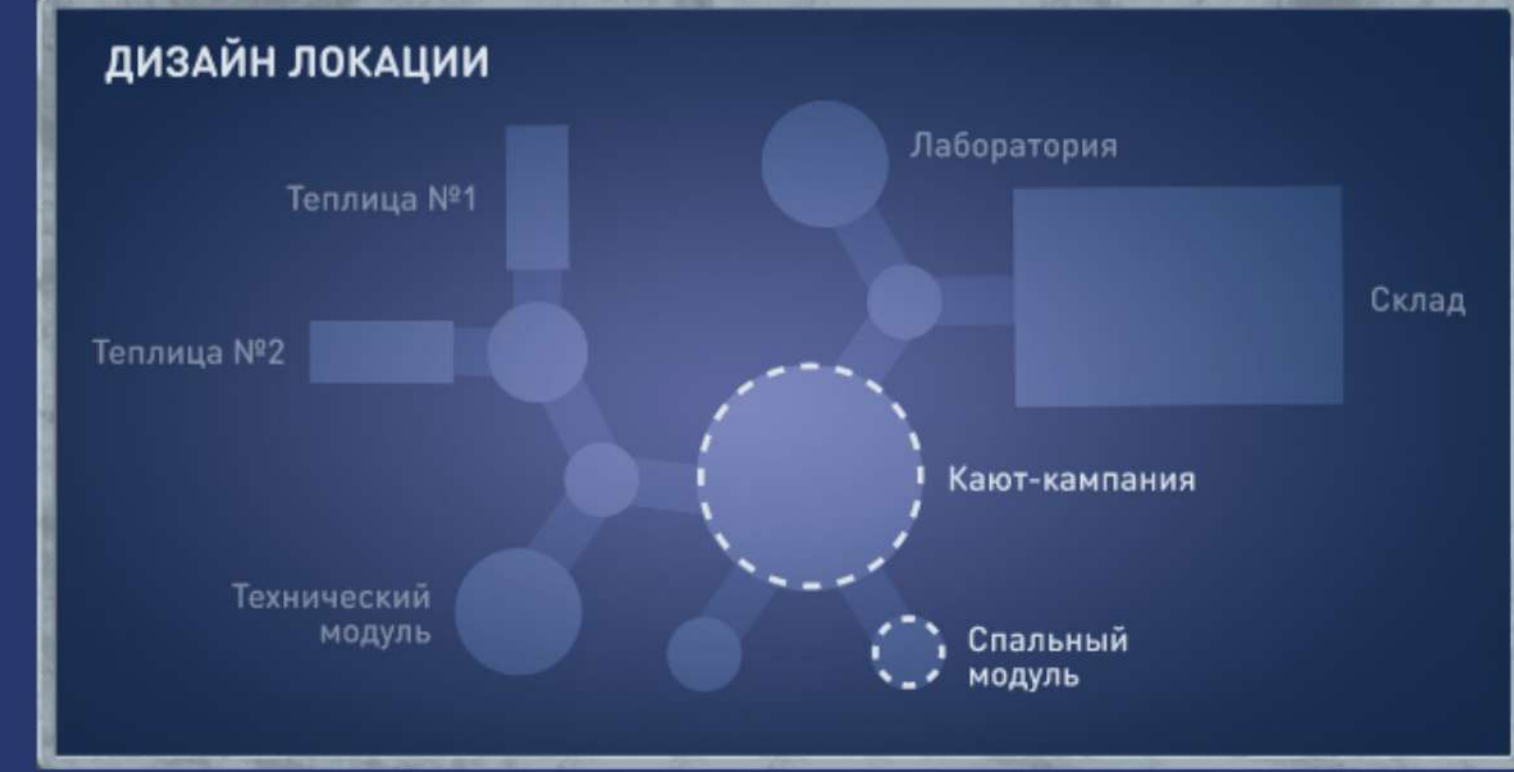 ДИЗАЙН ЛОКАЦИИ
Лаборатория
Теплица №1
Склад
Теплица №2
Кают-кампания
Технический
модуль
Спальный
модуль